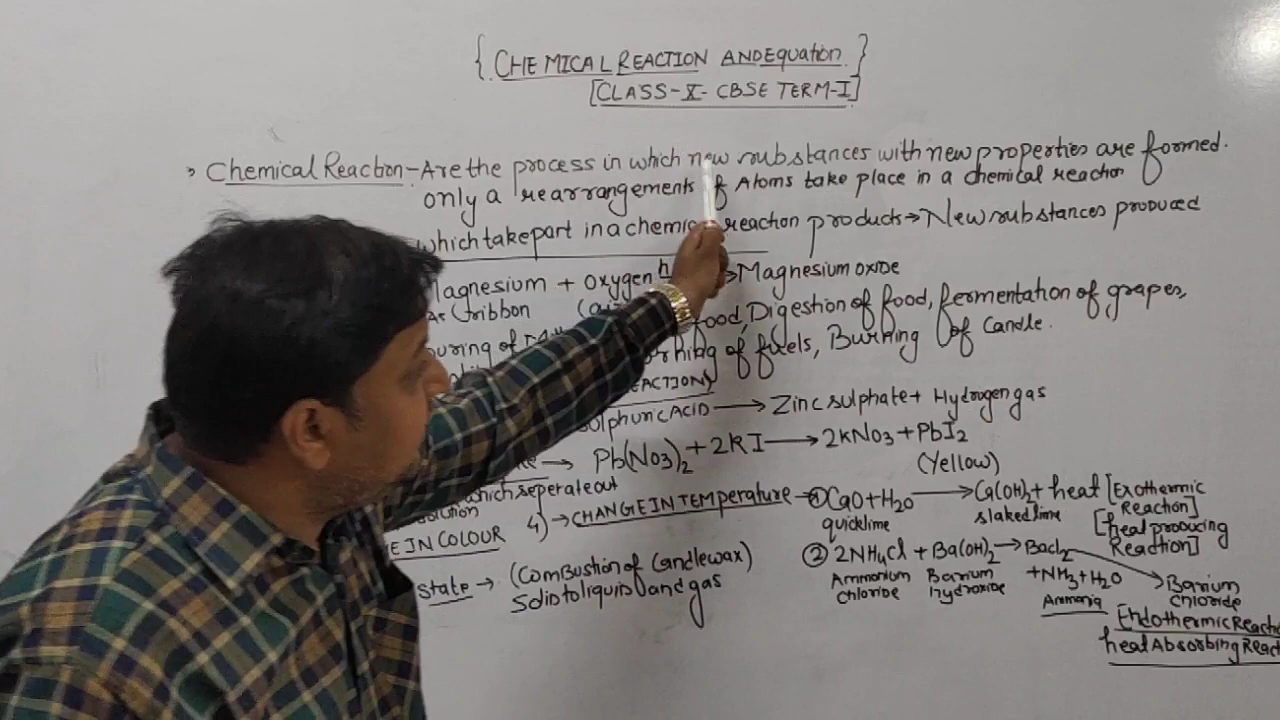 { CHEMICAL REACTION AND Equation }
[CLASS-X- CBSE TERM-I]
Chemical Reaction - Are the process in which new substances with new properties are formed.
only a rearrangements of Atoms take place in a chemical reaction
which take part in a chemical reaction products → New substances produced
Magnesium + Oxygen → Magnesium oxide
ribbon
food, Digestion of food, fermentation of grapes,
of fuels, Burning of Candle.
sulphuric ACID → Zinc sulphate + Hydrogen gas
→ Pb(NO3)2 + 2KI → 2KNO3 + PbI2
(Yellow)
which seperate out
solution
4) → CHANGE IN TEMPERATURE → ① CaO + H2O → Ca(OH)2 + heat [Exothermic Reaction]
quicklime slaked lime [heat producing Reaction]
E IN COLOUR
② 2NH4Cl + Ba(OH)2 → BaCl2 + NH3 + H2O
Ammonium chloride Barium hydroxide Ammonia Barium chloride
state → (Combustion of Candle wax)
Solid to liquid and gas
Endothermic Reacti
heat Absorbing React